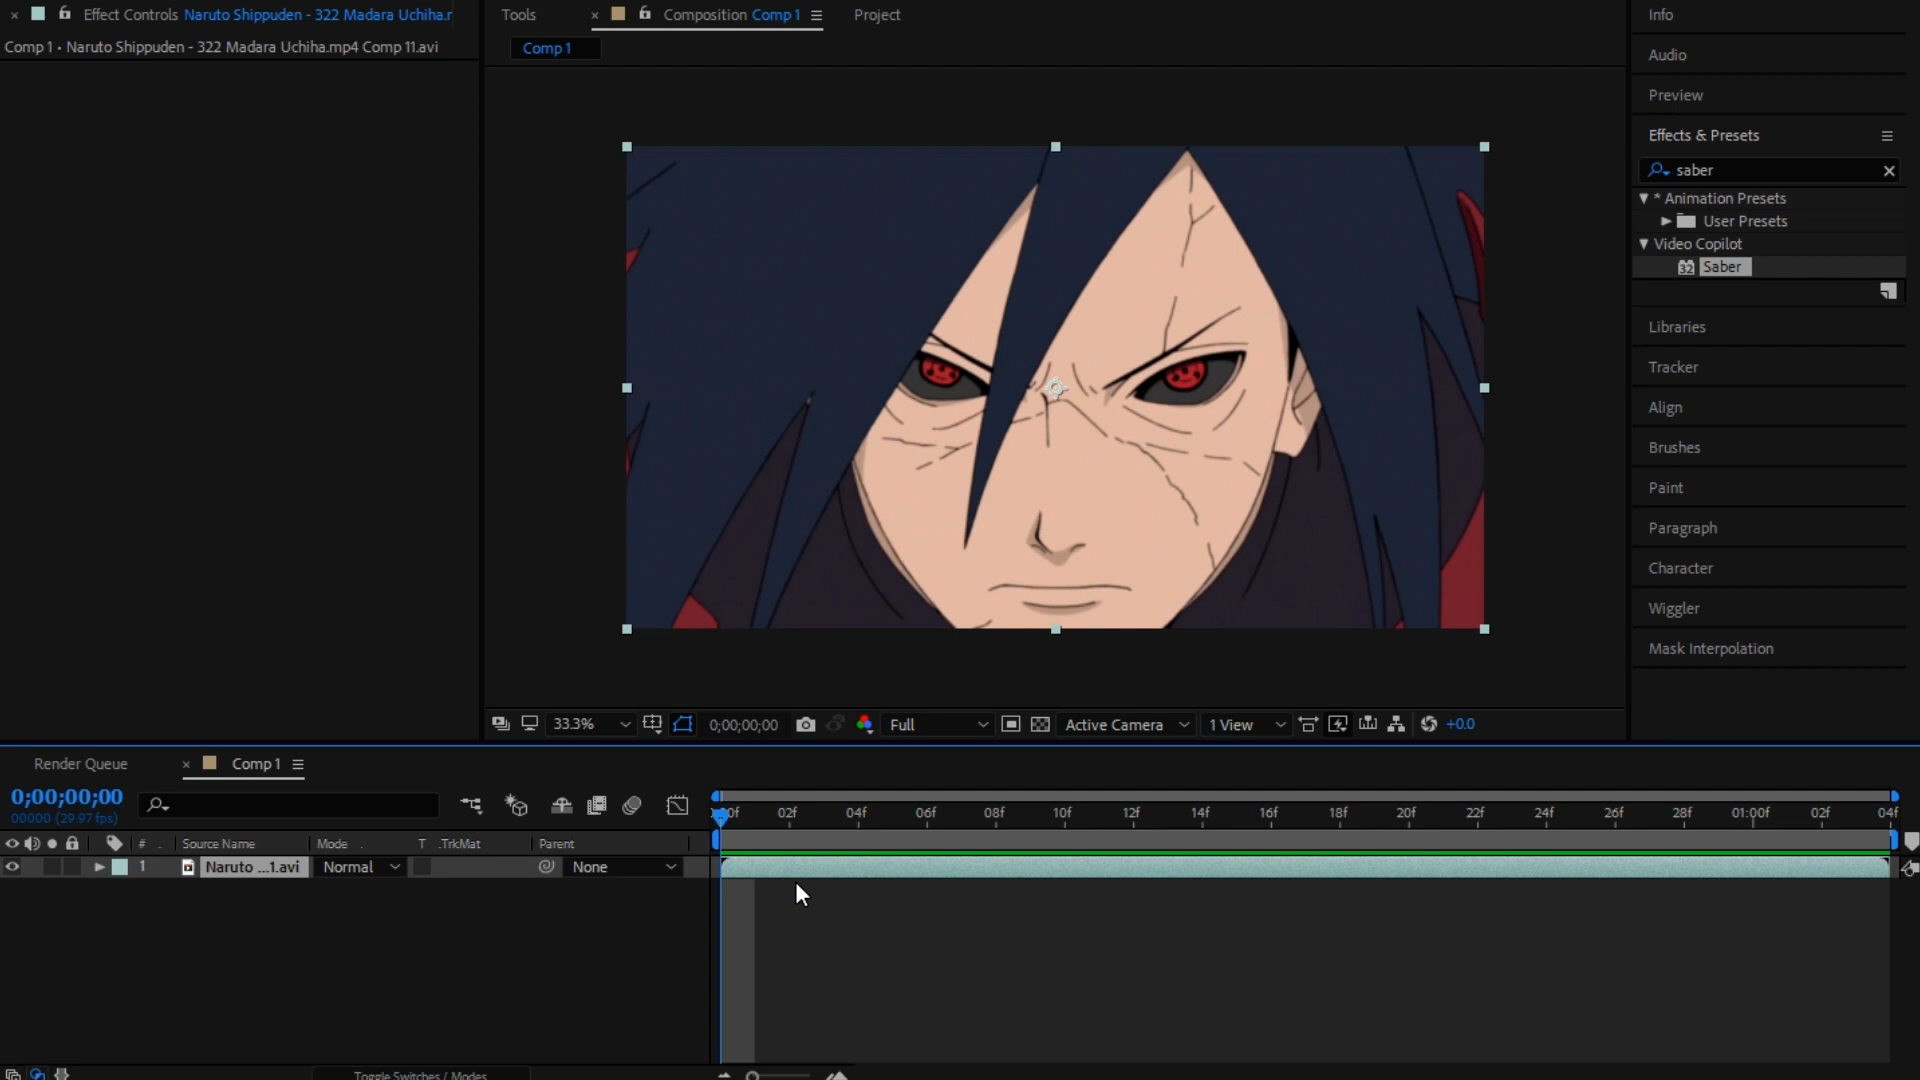 Effect Controls Naruto Shippuden - 322 Madara Uchiha.r
Comp 1 • Naruto Shippuden - 322 Madara Uchiha.mp4 Comp 11.avi
Tools
Composition Comp 1
Project
Comp 1
Info
Audio
Preview
Effects & Presets
saber
* Animation Presets
User Presets
Video Copilot
32 Saber
Libraries
Tracker
Align
Brushes
Paint
Paragraph
Character
Wiggler
Mask Interpolation
33.3% 0;00;00;00 Full Active Camera 1 View +0.0
Render Queue
Comp 1
0;00;00;00
00000 (29.97 fps)
00f 02f 04f 06f 08f 10f 12f 14f 16f 18f 20f 22f 24f 26f 28f 01:00f 02f 04f
# . Source Name Mode . T .TrkMat Parent
1 Naruto ...1.avi Normal None
Toggle Switches / Modes